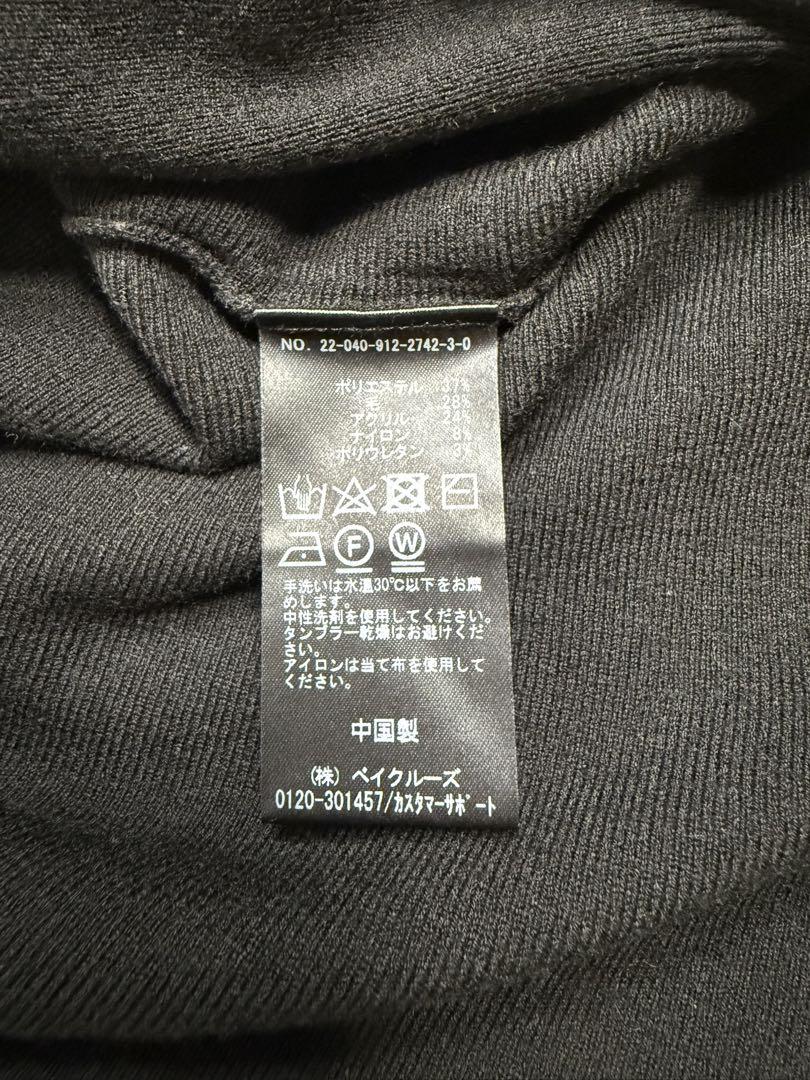 NO. 22-040-912-2742-3-0
ポリエステル 37%
毛 28%
アクリル 24%
ナイロン 8%
ポリウレタン 3%
F W
手洗いは水温30℃以下をお薦
めします。
中性洗剤を使用してください。
タンブラー乾燥はお避けくだ
さい。
アイロンは当て布を使用して
ください。
中国製
(株) ベイクルーズ
0120-301457/カスタマーサポート